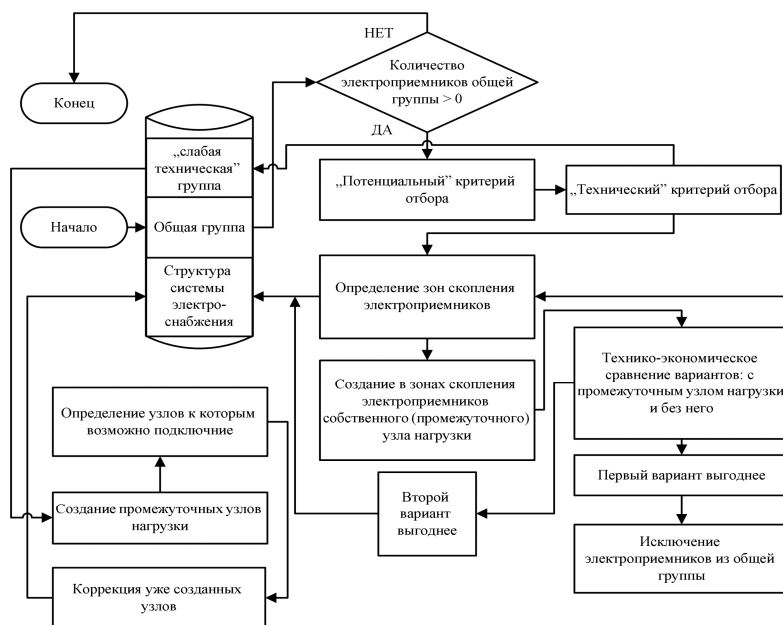 НЕТ
Количество
электроприемников общей
группы > 0
Конец
ДА
„слабая
техническая”
группа
„Потенциальный” критерий
отбора
„Технический” критерий
отбора
Начало
Общая группа
Структура
системы
электро-
снабжения
Определение зон скопления
электроприемников
Технико-экономическое
сравнение вариантов: с
промежуточным узлом нагрузки
и без него
Создание в зонах скопления
электроприемников
собственного (промежуточного)
узла нагрузки
Определение узлов к которым
возможно подключние
Первый вариант выгоднее
Второй
вариант
выгоднее
Создание промежуточных узлов
нагрузки
Исключение
электроприемников из общей
группы
Коррекция уже созданных
узлов